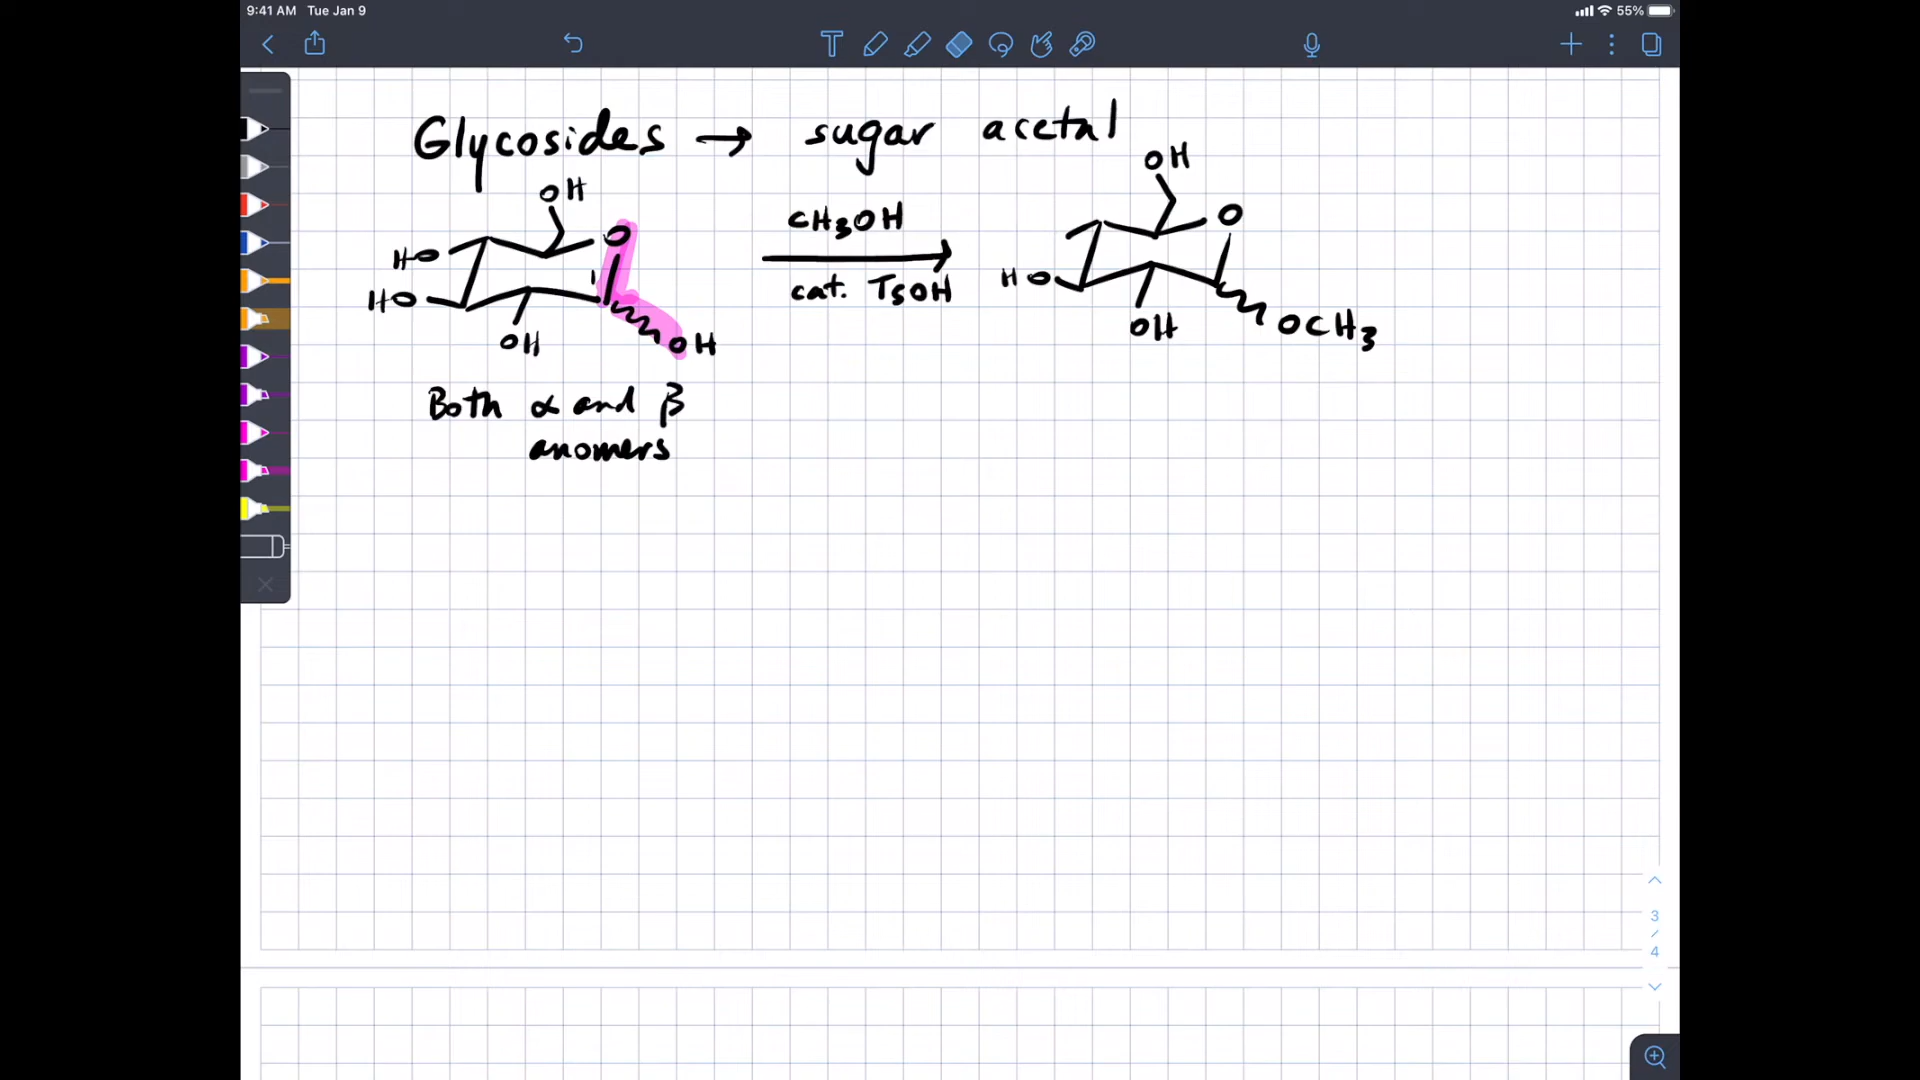 9:41 AM Tue Jan 9
55%
T
Glycosides → sugar acetal
OH
O
HO
HO
1
OH
OH
CH3OH
cat. TsOH
OH
O
HO
OH
OCH3
Both α and β
anomers
3
/
4